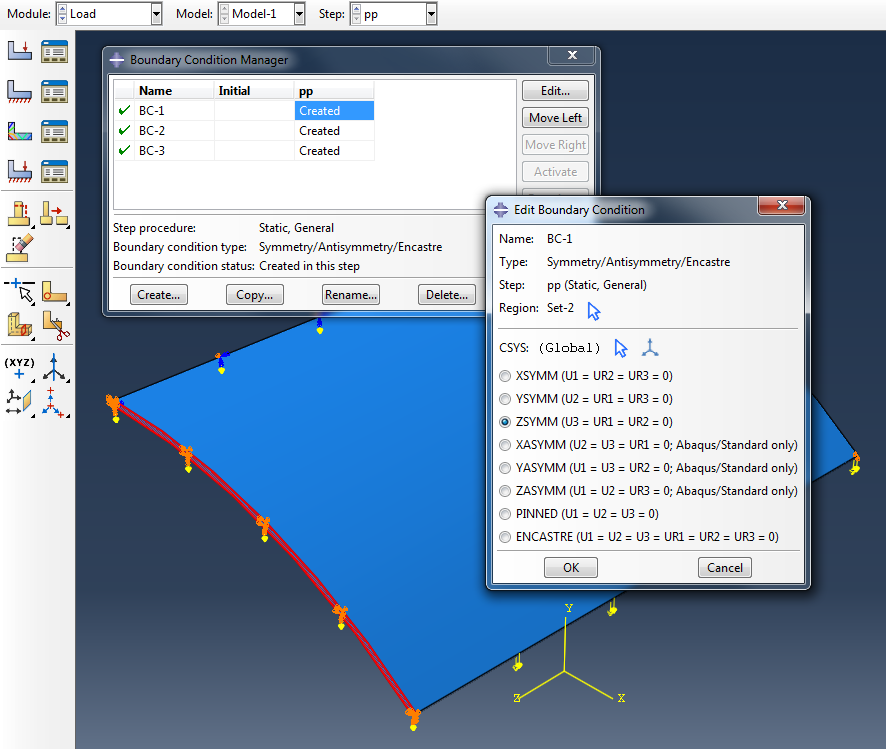 Module: Load Model: Model-1 Step: pp
Boundary Condition Manager
Name Initial pp
BC-1 Created
BC-2 Created
BC-3 Created
Edit...
Move Left
Move Right
Activate
Step procedure: Static, General
Boundary condition type: Symmetry/Antisymmetry/Encastre
Boundary condition status: Created in this step
Create... Copy... Rename... Delete...
Edit Boundary Condition
Name: BC-1
Type: Symmetry/Antisymmetry/Encastre
Step: pp (Static, General)
Region: Set-2
CSYS: (Global)
XSYMM (U1 = UR2 = UR3 = 0)
YSYMM (U2 = UR1 = UR3 = 0)
ZSYMM (U3 = UR1 = UR2 = 0)
XASYMM (U2 = U3 = UR1 = 0; Abaqus/Standard only)
YASYMM (U1 = U3 = UR2 = 0; Abaqus/Standard only)
ZASYMM (U1 = U2 = UR3 = 0; Abaqus/Standard only)
PINNED (U1 = U2 = U3 = 0)
ENCASTRE (U1 = U2 = U3 = UR1 = UR2 = UR3 = 0)
OK Cancel
(XYZ)
Y
Z X